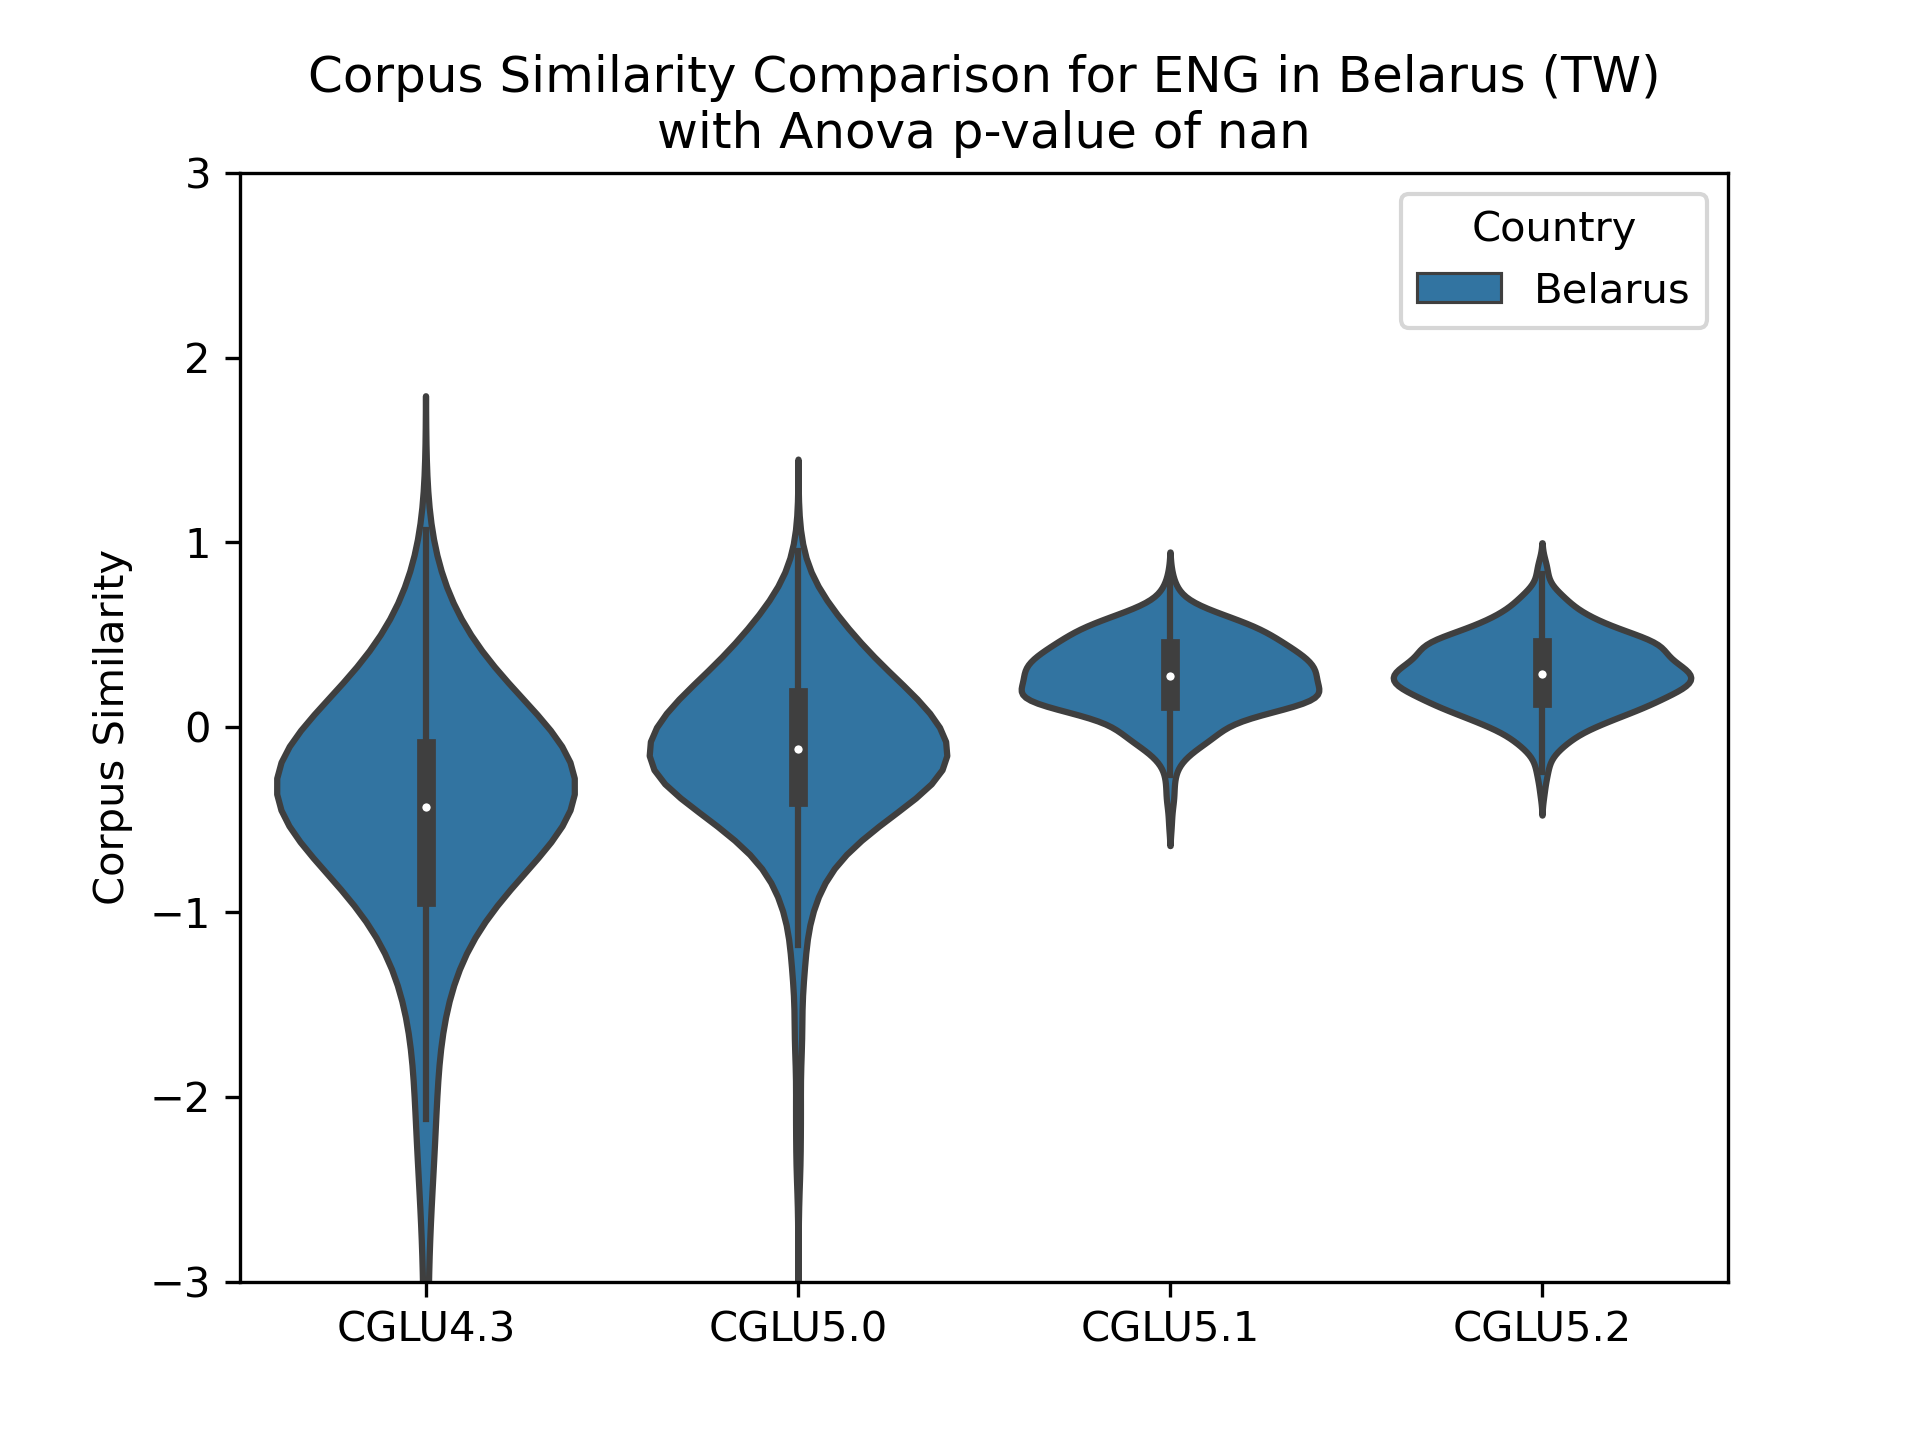 Corpus Similarity Comparison for ENG in Belarus (TW)
with Anova p-value of nan
Country
Belarus
Corpus Similarity
3
2
1
0
−1
−2
−3
CGLU4.3 CGLU5.0 CGLU5.1 CGLU5.2